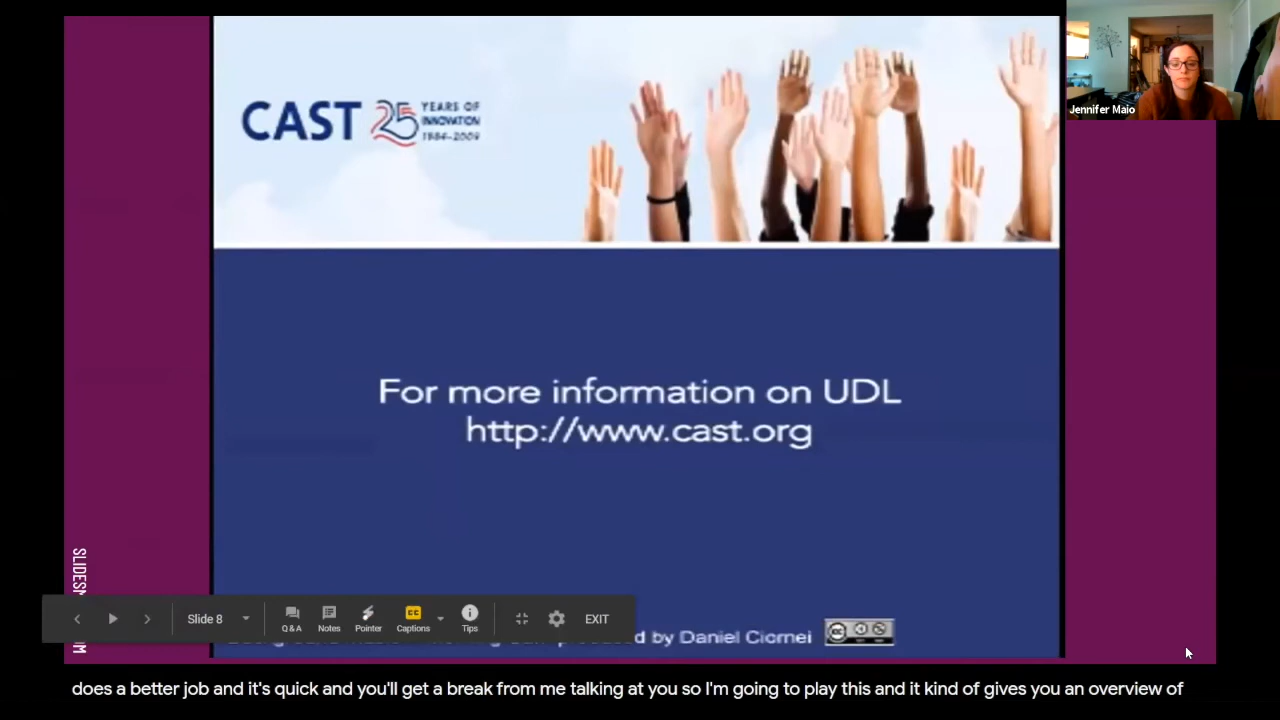 CAST 25 YEARS OF
INNOVATION
1984-2009
Jennifer Maio
For more information on UDL
http://www.cast.org
Slide 8
Q&A
Notes
Pointer
CC
Captions
Tips
EXIT
by Daniel Ciornei
does a better job and it's quick and you'll get a break from me talking at you so I'm going to play this and it kind of gives you an overview of